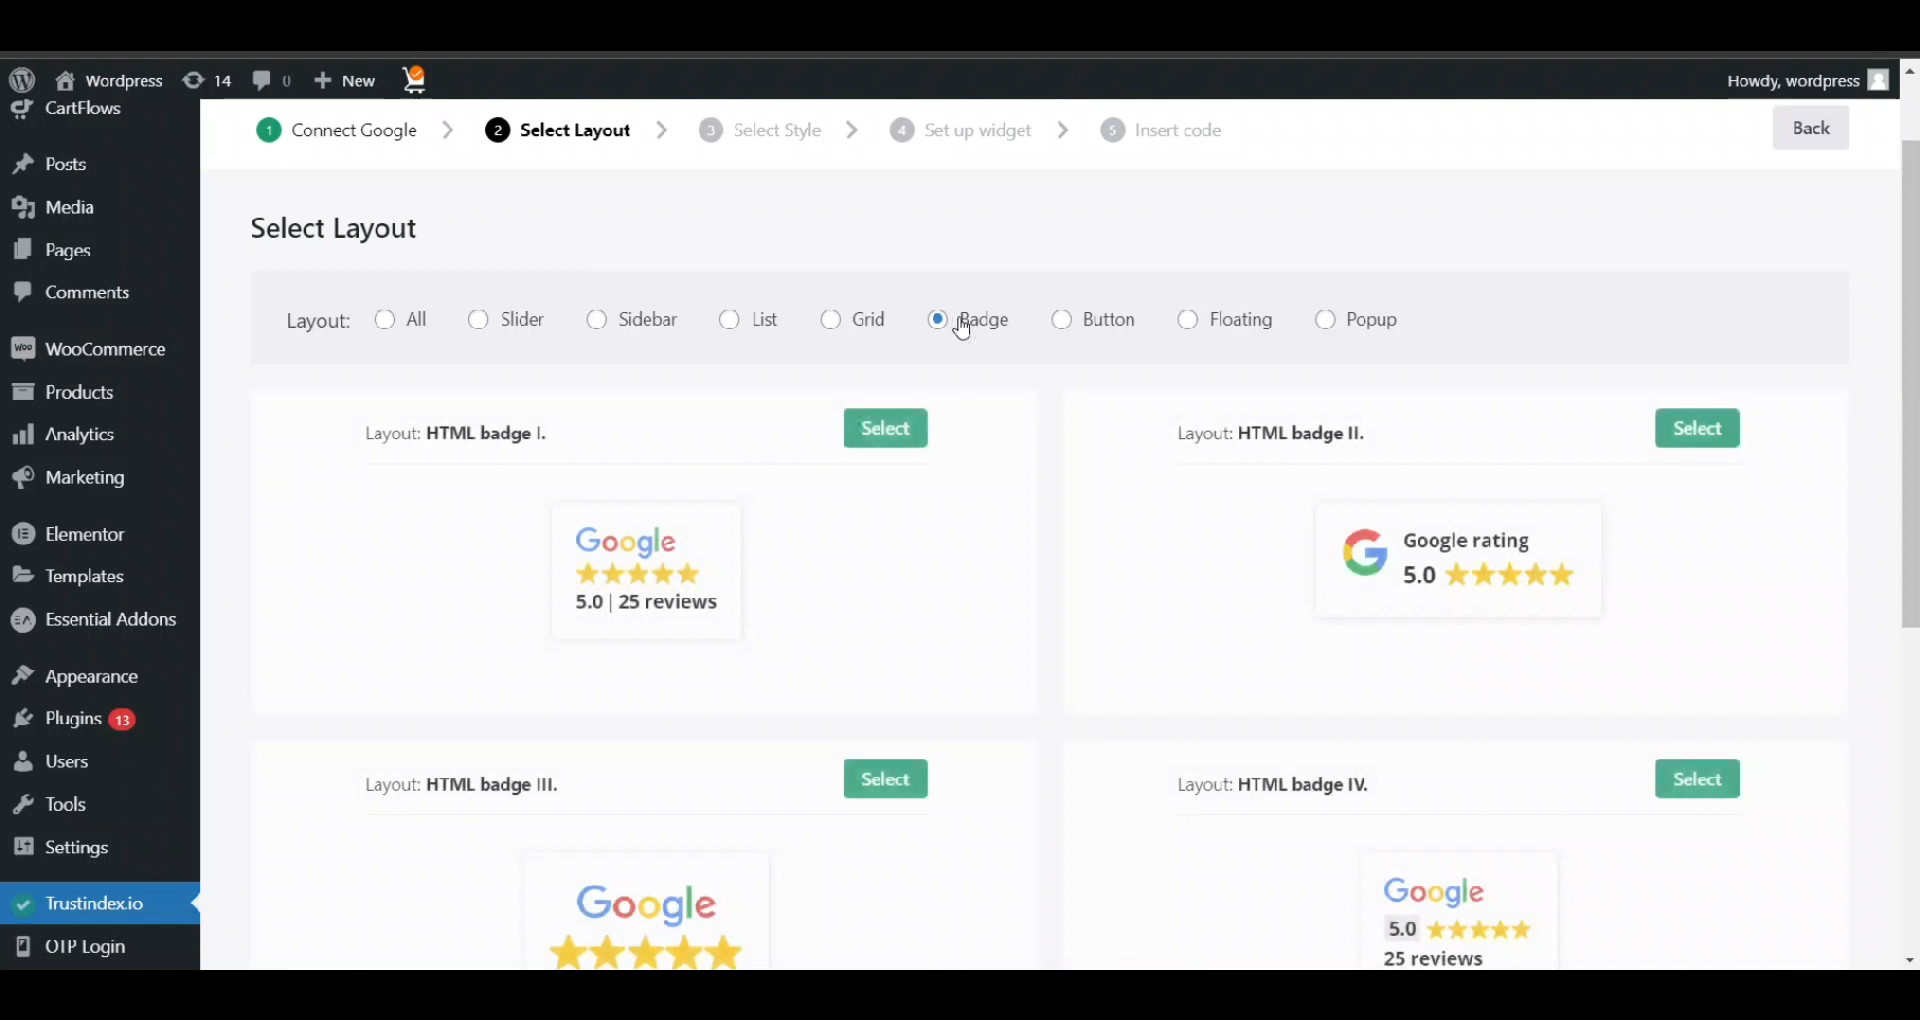 Wordpress 14 0 New Howdy, wordpress
CartFlows
Posts
Media
Pages
Comments
WooCommerce
Products
Analytics
Marketing
Elementor
Templates
Essential Addons
Appearance
Plugins 13
Users
Tools
Settings
Trustindex.io
OTP Login
1 Connect Google 2 Select Layout 3 Select Style 4 Set up widget 5 Insert code Back
Select Layout
Layout: All Slider Sidebar List Grid Badge Button Floating Popup
Layout: HTML badge I. Select
Google
5.0 | 25 reviews
Layout: HTML badge II. Select
Google rating
5.0
Layout: HTML badge III. Select
Google
Layout: HTML badge IV. Select
Google
5.0
25 reviews